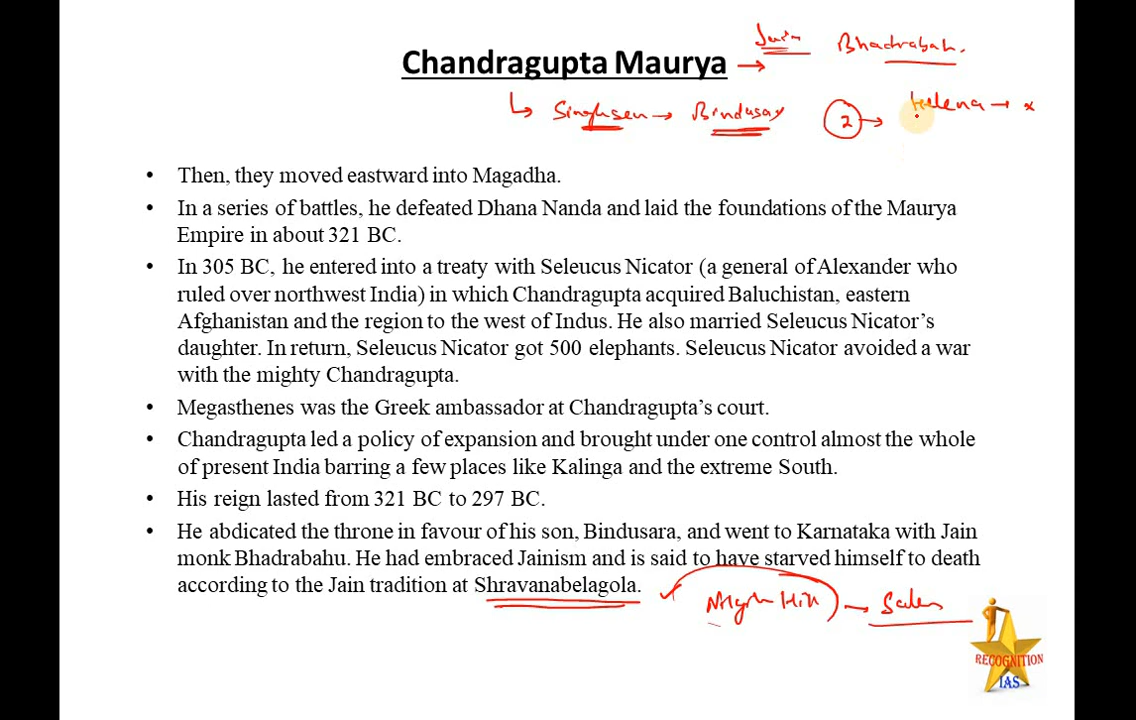 Jain Bhadrabah.
Chandragupta Maurya →
↳ Singhsen → Bindusar ② → Helena → ×
• Then, they moved eastward into Magadha.
• In a series of battles, he defeated Dhana Nanda and laid the foundations of the Maurya
Empire in about 321 BC.
• In 305 BC, he entered into a treaty with Seleucus Nicator (a general of Alexander who
ruled over northwest India) in which Chandragupta acquired Baluchistan, eastern
Afghanistan and the region to the west of Indus. He also married Seleucus Nicator’s
daughter. In return, Seleucus Nicator got 500 elephants. Seleucus Nicator avoided a war
with the mighty Chandragupta.
• Megasthenes was the Greek ambassador at Chandragupta’s court.
• Chandragupta led a policy of expansion and brought under one control almost the whole
of present India barring a few places like Kalinga and the extreme South.
• His reign lasted from 321 BC to 297 BC.
• He abdicated the throne in favour of his son, Bindusara, and went to Karnataka with Jain
monk Bhadrabahu. He had embraced Jainism and is said to have starved himself to death
according to the Jain tradition at Shravanabelagola.
Hill →
RECOGNITION
IAS